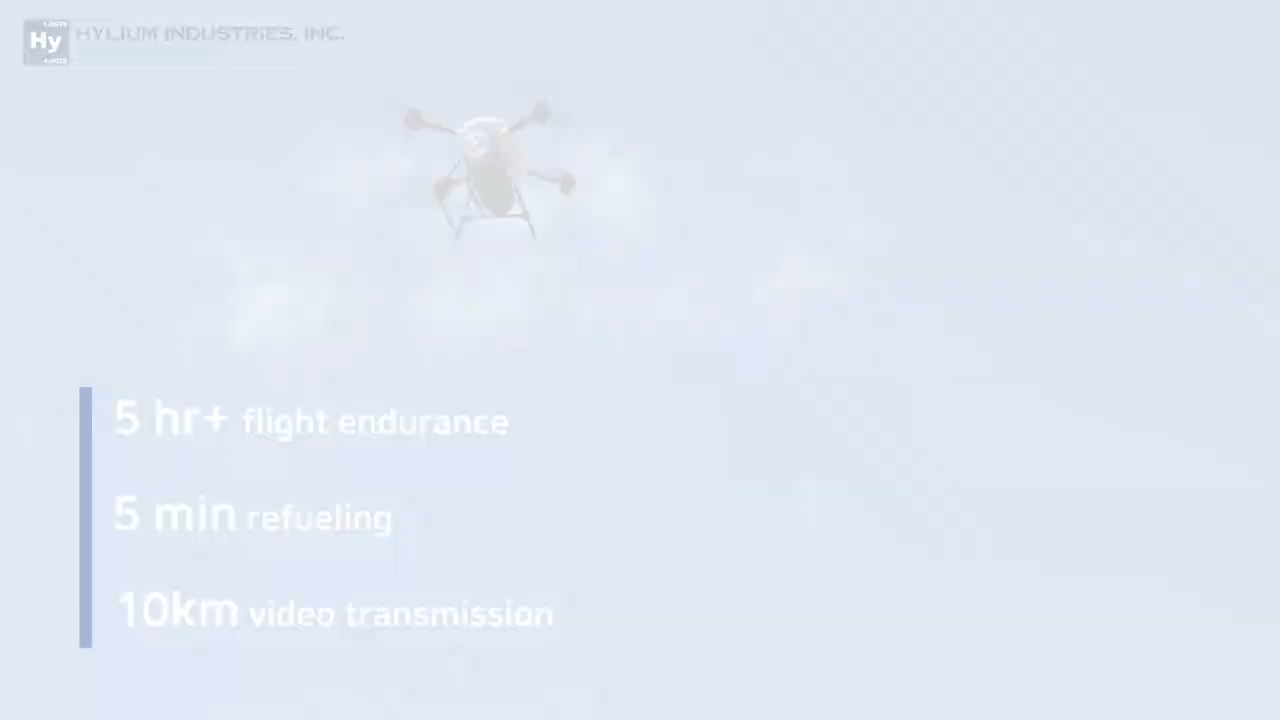 Hy
HYLIUM INDUSTRIES, INC.
5 hr+ flight endurance
5 min refueling
10km video transmission